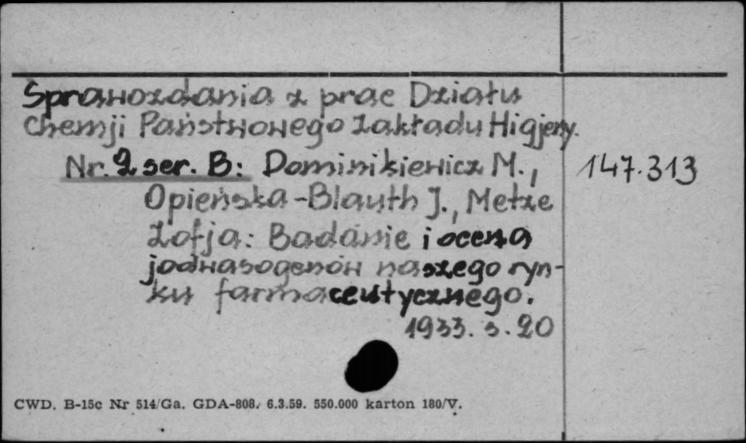 Sprawozdania z prac Działu
Chemji Państwowego Zakładu Higjeny.
Nr. 2 ser. B: Dominikiewicz M., 147.313
Opieńska-Blauth J., Metze
Zofja: Badanie i ocena
jodwasogenów naszego ryn-
ku farmaceutycznego.
1933. s. 20
CWD. B-15c Nr 514/Ga. GDA-808. 6.3.59. 550.000 karton 180/V.